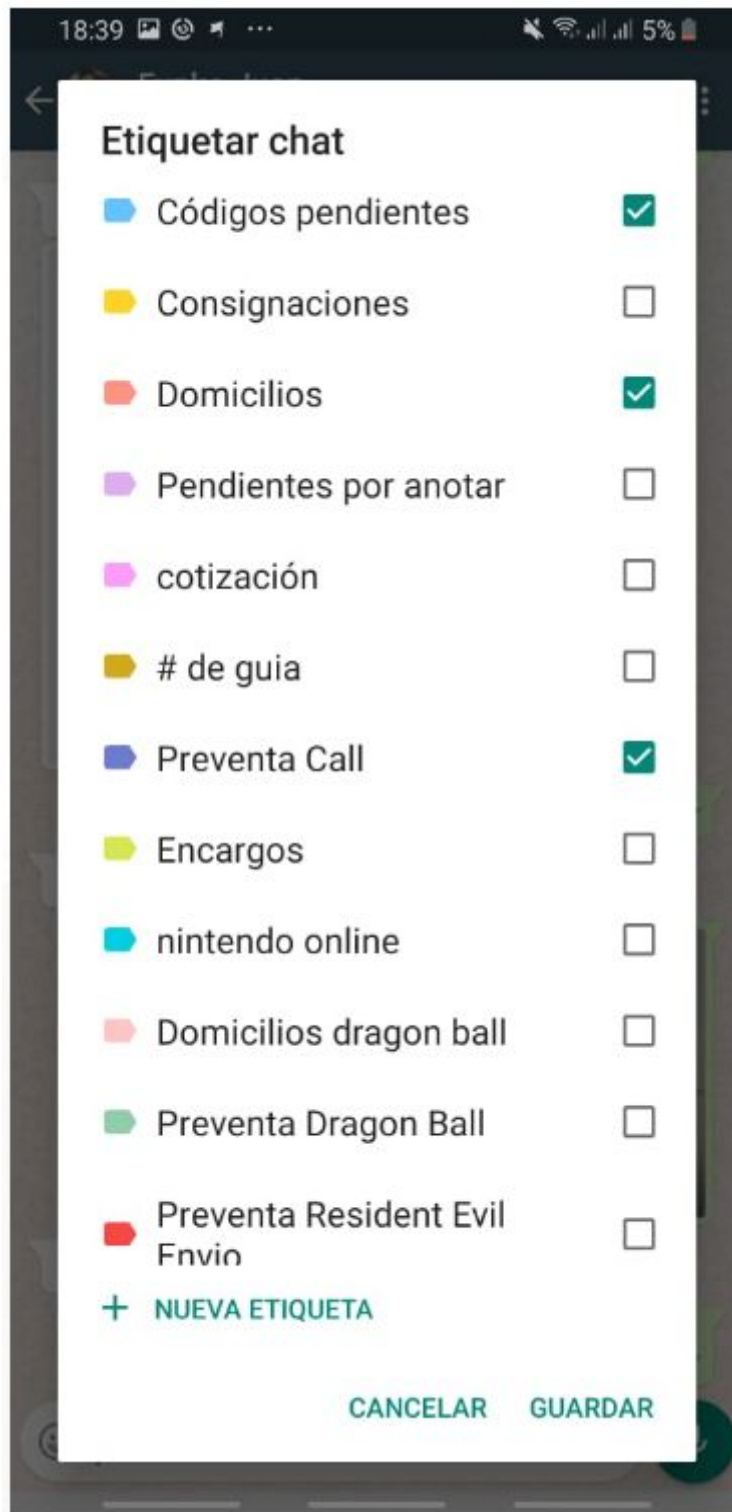 18:39
5%
Etiquetar chat
Códigos pendientes
Consignaciones
Domicilios
Pendientes por anotar
cotización
# de guia
Preventa Call
Encargos
nintendo online
Domicilios dragon ball
Preventa Dragon Ball
Preventa Resident Evil
Envio
+ NUEVA ETIQUETA
CANCELAR GUARDAR